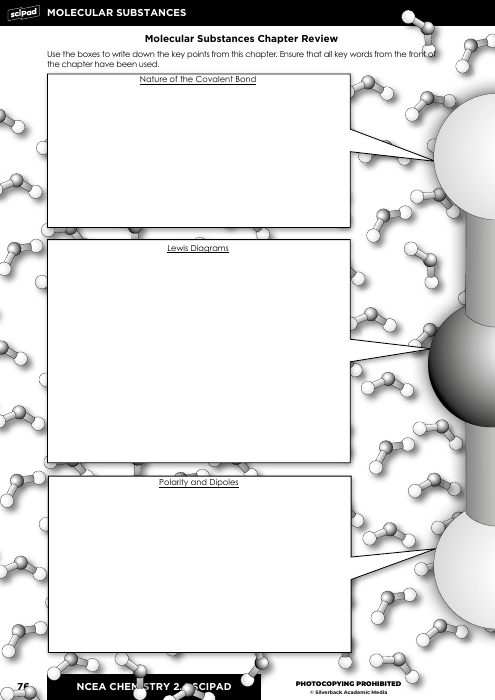 scipad MOLECULAR SUBSTANCES
Molecular Substances Chapter Review
Use the boxes to write down the key points from this chapter. Ensure that all key words from the front of
the chapter have been used.
Nature of the Covalent Bond
Lewis Diagrams
Polarity and Dipoles
76
NCEA CHEMISTRY 2. SCIPAD
PHOTOCOPYING PROHIBITED
© Silverback Academic Media